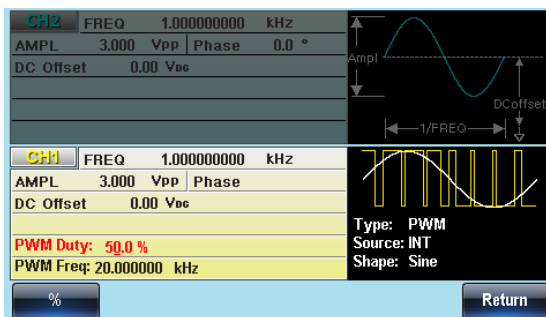 CH2 FREQ 1.000000000 kHz
AMPL 3.000 Vpp Phase 0.0 °
DC Offset 0.00 VDC
Ampl
DCoffset
1/FREQ
CH1 FREQ 1.000000000 kHz
AMPL 3.000 Vpp Phase
DC Offset 0.00 VDC
PWM Duty: 50.0 %
PWM Freq: 20.000000 kHz
Type: PWM
Source: INT
Shape: Sine
% Return